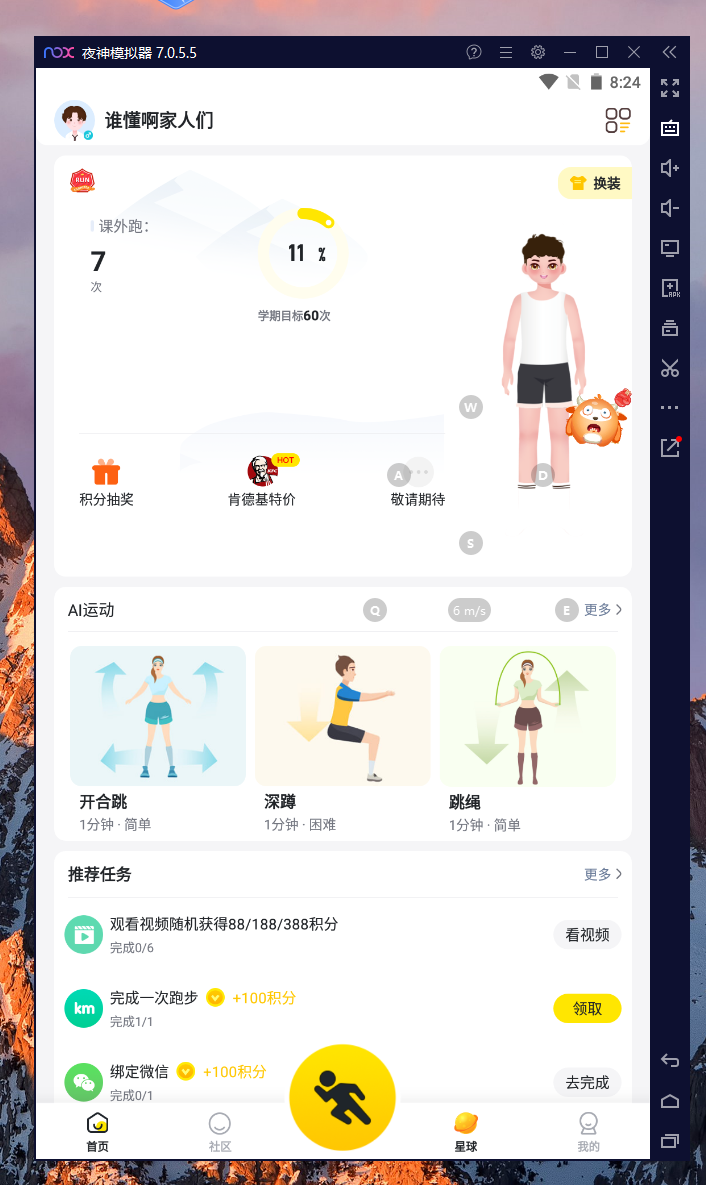 nox 夜神模拟器 7.0.5.5
8:24
谁懂啊家人们
RUN
换装
课外跑：
7
次
11 %
学期目标60次
W
A
D
S
HOT
KFC
积分抽奖
肯德基特价
敬请期待
AI运动
Q
6 m/s
E
更多
开合跳
1分钟 · 简单
深蹲
1分钟 · 困难
跳绳
1分钟 · 简单
推荐任务
更多
观看视频随机获得88/188/388积分
完成0/6
看视频
km
完成一次跑步
+100积分
完成1/1
领取
绑定微信
+100积分
完成0/1
去完成
首页
社区
星球
我的
APK